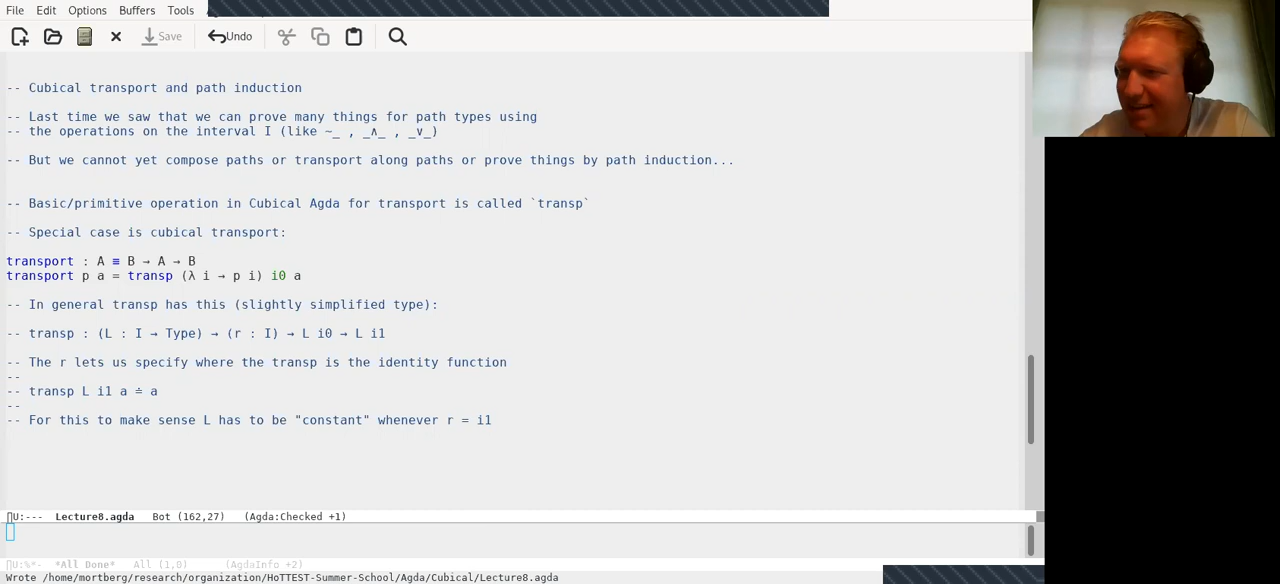 File Edit Options Buffers Tools
Save Undo
-- Cubical transport and path induction
-- Last time we saw that we can prove many things for path types using
-- the operations on the interval I (like ~_ , _∧_ , _∨_)
-- But we cannot yet compose paths or transport along paths or prove things by path induction...
-- Basic/primitive operation in Cubical Agda for transport is called `transp`
-- Special case is cubical transport:
transport : A ≡ B → A → B
transport p a = transp (λ i → p i) i0 a
-- In general transp has this (slightly simplified type):
-- transp : (L : I → Type) → (r : I) → L i0 → L i1
-- The r lets us specify where the transp is the identity function
--
-- transp L i1 a ≐ a
--
-- For this to make sense L has to be "constant" whenever r = i1
U:--- Lecture8.agda Bot (162,27) (Agda:Checked +1)
U:%*- *All Done* All (1,0) (AgdaInfo +2)
Wrote /home/mortberg/research/organization/HoTTEST-Summer-School/Agda/Cubical/Lecture8.agda